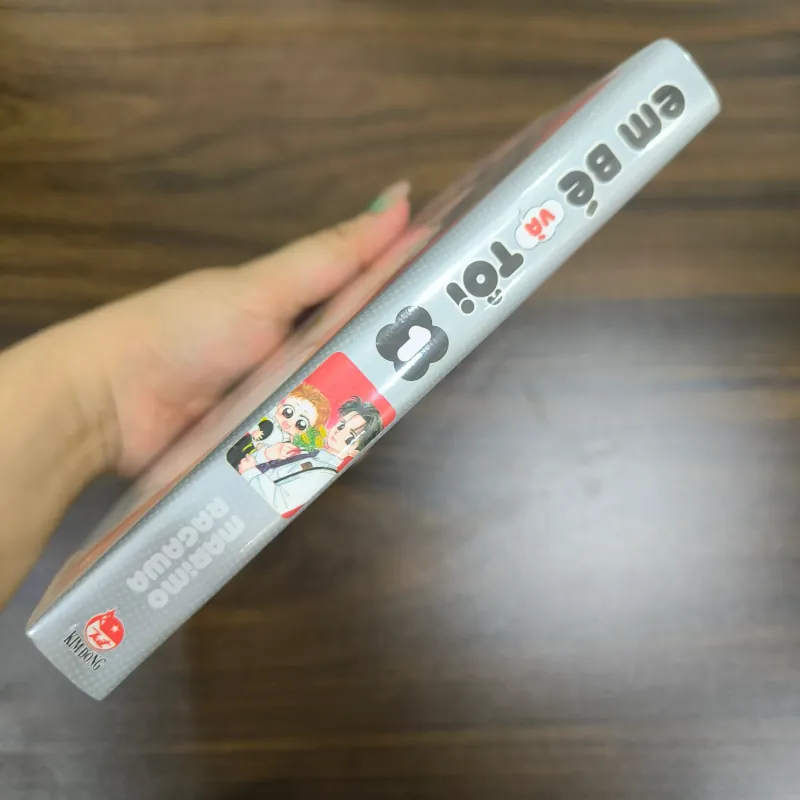 em Bé
và
Tôi
1
MARIMO
RAGAWA
KIM ĐỒNG